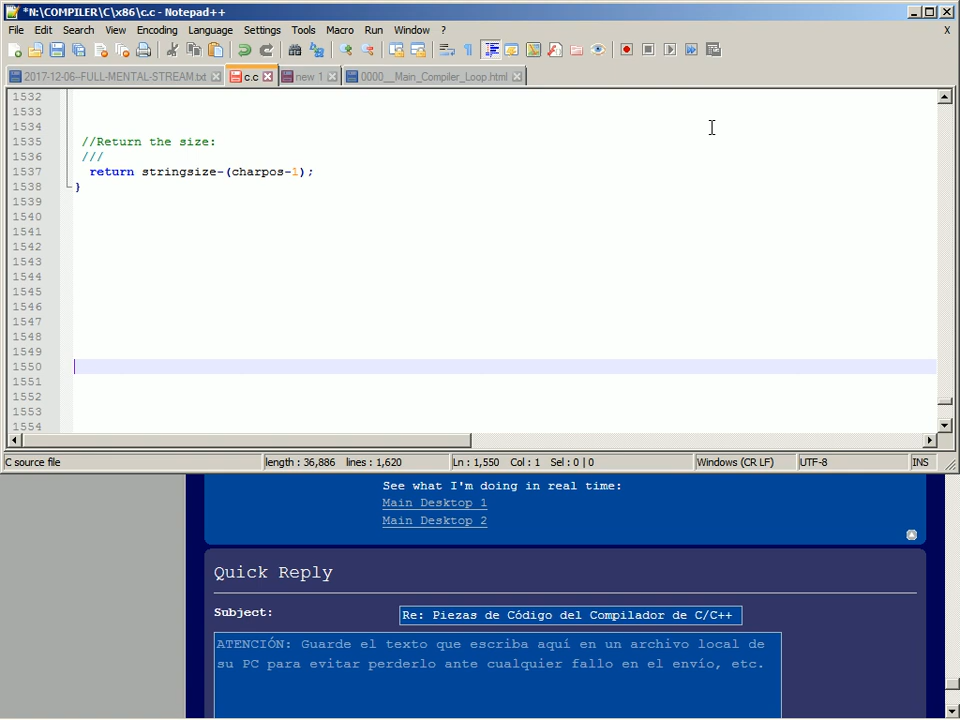 *N:\COMPILER\C\x86\c.c - Notepad++
File Edit Search View Encoding Language Settings Tools Macro Run Window ? X
2017-12-06--FULL-MENTAL-STREAM.txt c.c new 1 0000__Main_Compiler_Loop.html
1532
1533
1534
1535 //Return the size:
1536 ///
1537 return stringsize-(charpos-1);
1538 }
1539
1540
1541
1542
1543
1544
1545
1546
1547
1548
1549
1550
1551
1552
1553
1554
C source file length : 36,886 lines : 1,620 Ln : 1,550 Col : 1 Sel : 0 | 0 Windows (CR LF) UTF-8 INS
See what I'm doing in real time:
Main Desktop 1
Main Desktop 2
Quick Reply
Subject: Re: Piezas de Código del Compilador de C/C++
ATENCIÓN: Guarde el texto que escriba aquí en un archivo local de
su PC para evitar perderlo ante cualquier fallo en el envío, etc.